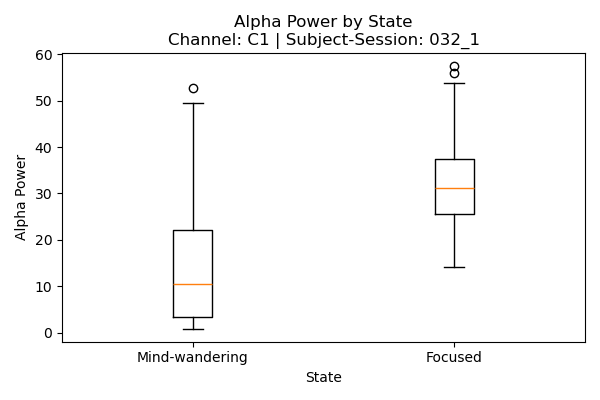 Alpha Power by State
Channel: C1 | Subject-Session: 032_1
60
50
40
30
20
10
0
Alpha Power
Mind-wandering
Focused
State